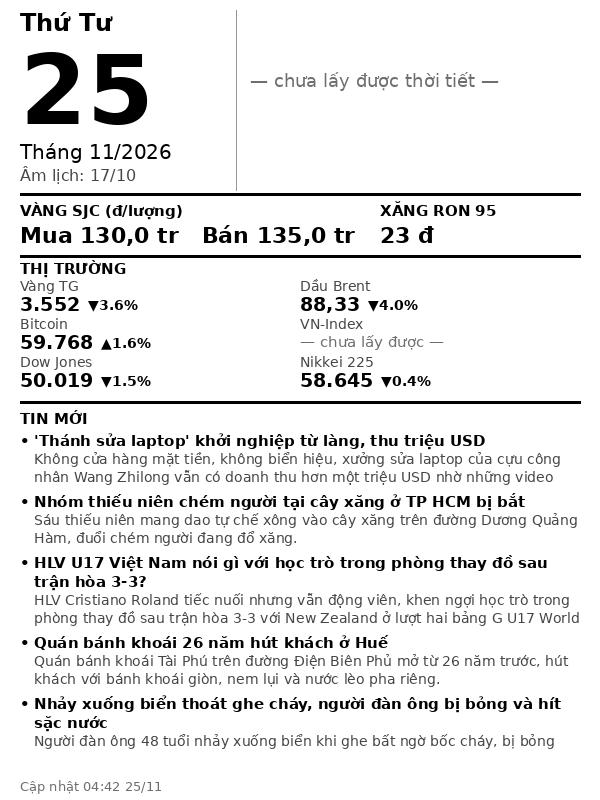 Thứ Tư
25
Tháng 11/2026
Âm lịch: 17/10
— chưa lấy được thời tiết —
VÀNG SJC (đ/lượng)
Mua 130,0 tr Bán 135,0 tr
XĂNG RON 95
23 đ
THỊ TRƯỜNG
Vàng TG
3.552 ▼3.6%
Dầu Brent
88,33 ▼4.0%
Bitcoin
59.768 ▲1.6%
VN-Index
— chưa lấy được —
Dow Jones
50.019 ▼1.5%
Nikkei 225
58.645 ▼0.4%
TIN MỚI
• 'Thánh sửa laptop' khởi nghiệp từ làng, thu triệu USD
Không cửa hàng mặt tiền, không biển hiệu, xưởng sửa laptop của cựu công
nhân Wang Zhilong vẫn có doanh thu hơn một triệu USD nhờ những video
• Nhóm thiếu niên chém người tại cây xăng ở TP HCM bị bắt
Sáu thiếu niên mang dao tự chế xông vào cây xăng trên đường Dương Quảng
Hàm, đuổi chém người đang đổ xăng.
• HLV U17 Việt Nam nói gì với học trò trong phòng thay đồ sau
trận hòa 3-3?
HLV Cristiano Roland tiếc nuối nhưng vẫn động viên, khen ngợi học trò trong
phòng thay đồ sau trận hòa 3-3 với New Zealand ở lượt hai bảng G U17 World
• Quán bánh khoái 26 năm hút khách ở Huế
Quán bánh khoái Tài Phú trên đường Điện Biên Phủ mở từ 26 năm trước, hút
khách với bánh khoái giòn, nem lụi và nước lèo pha riêng.
• Nhảy xuống biển thoát ghe cháy, người đàn ông bị bỏng và hít
sặc nước
Người đàn ông 48 tuổi nhảy xuống biển khi ghe bất ngờ bốc cháy, bị bỏng
Cập nhật 04:42 25/11